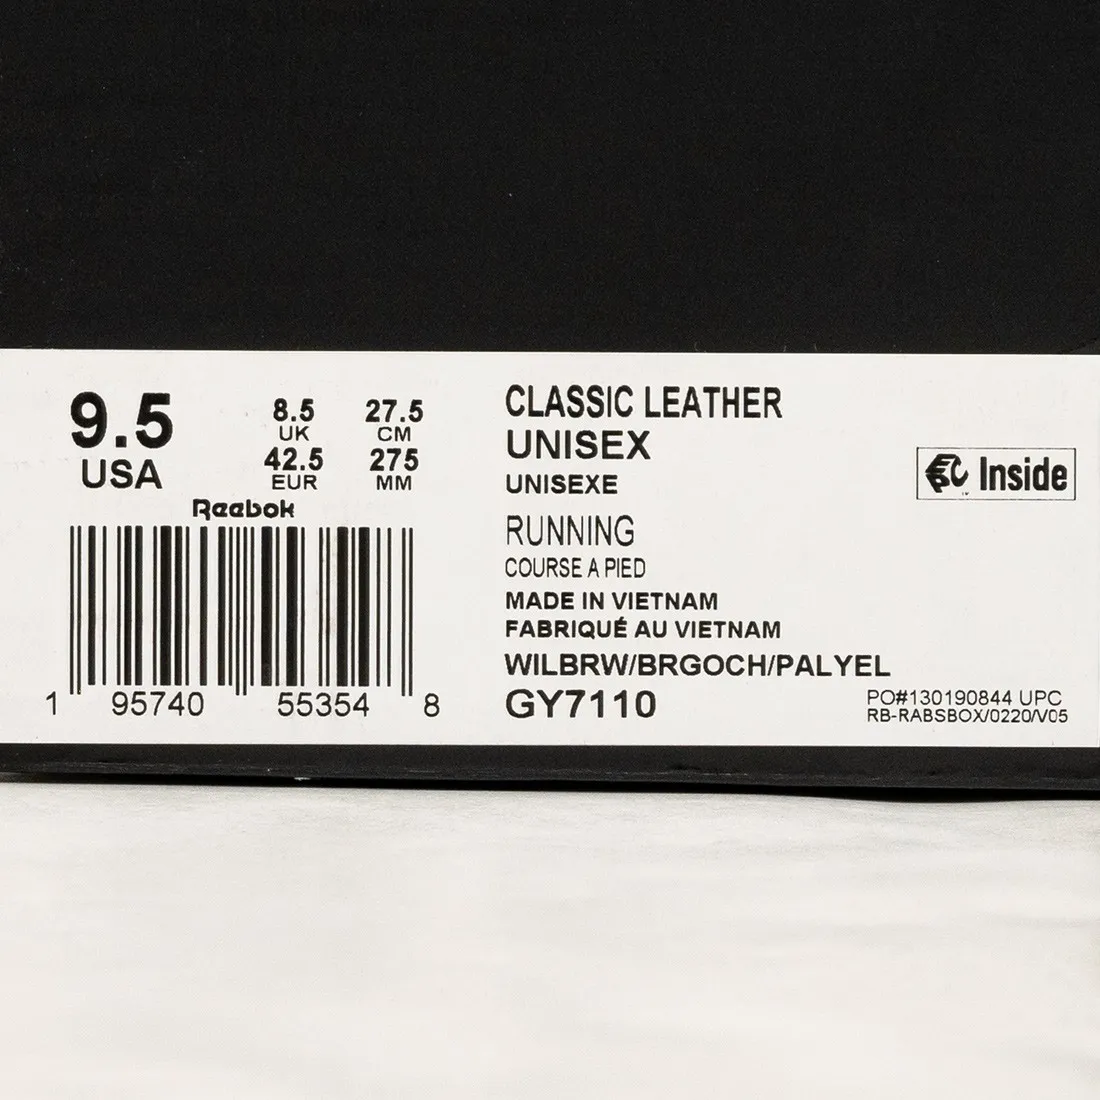 9.5
USA
8.5
UK
27.5
CM
42.5
EUR
275
MM
Reebok
1 95740 55354 8
CLASSIC LEATHER
UNISEX
UNISEXE
RUNNING
COURSE A PIED
MADE IN VIETNAM
FABRIQUÉ AU VIETNAM
WILBRW/BRGOCH/PALYEL
GY7110
Inside
PO#130190844 UPC
RB-RABSBOX/0220/V05